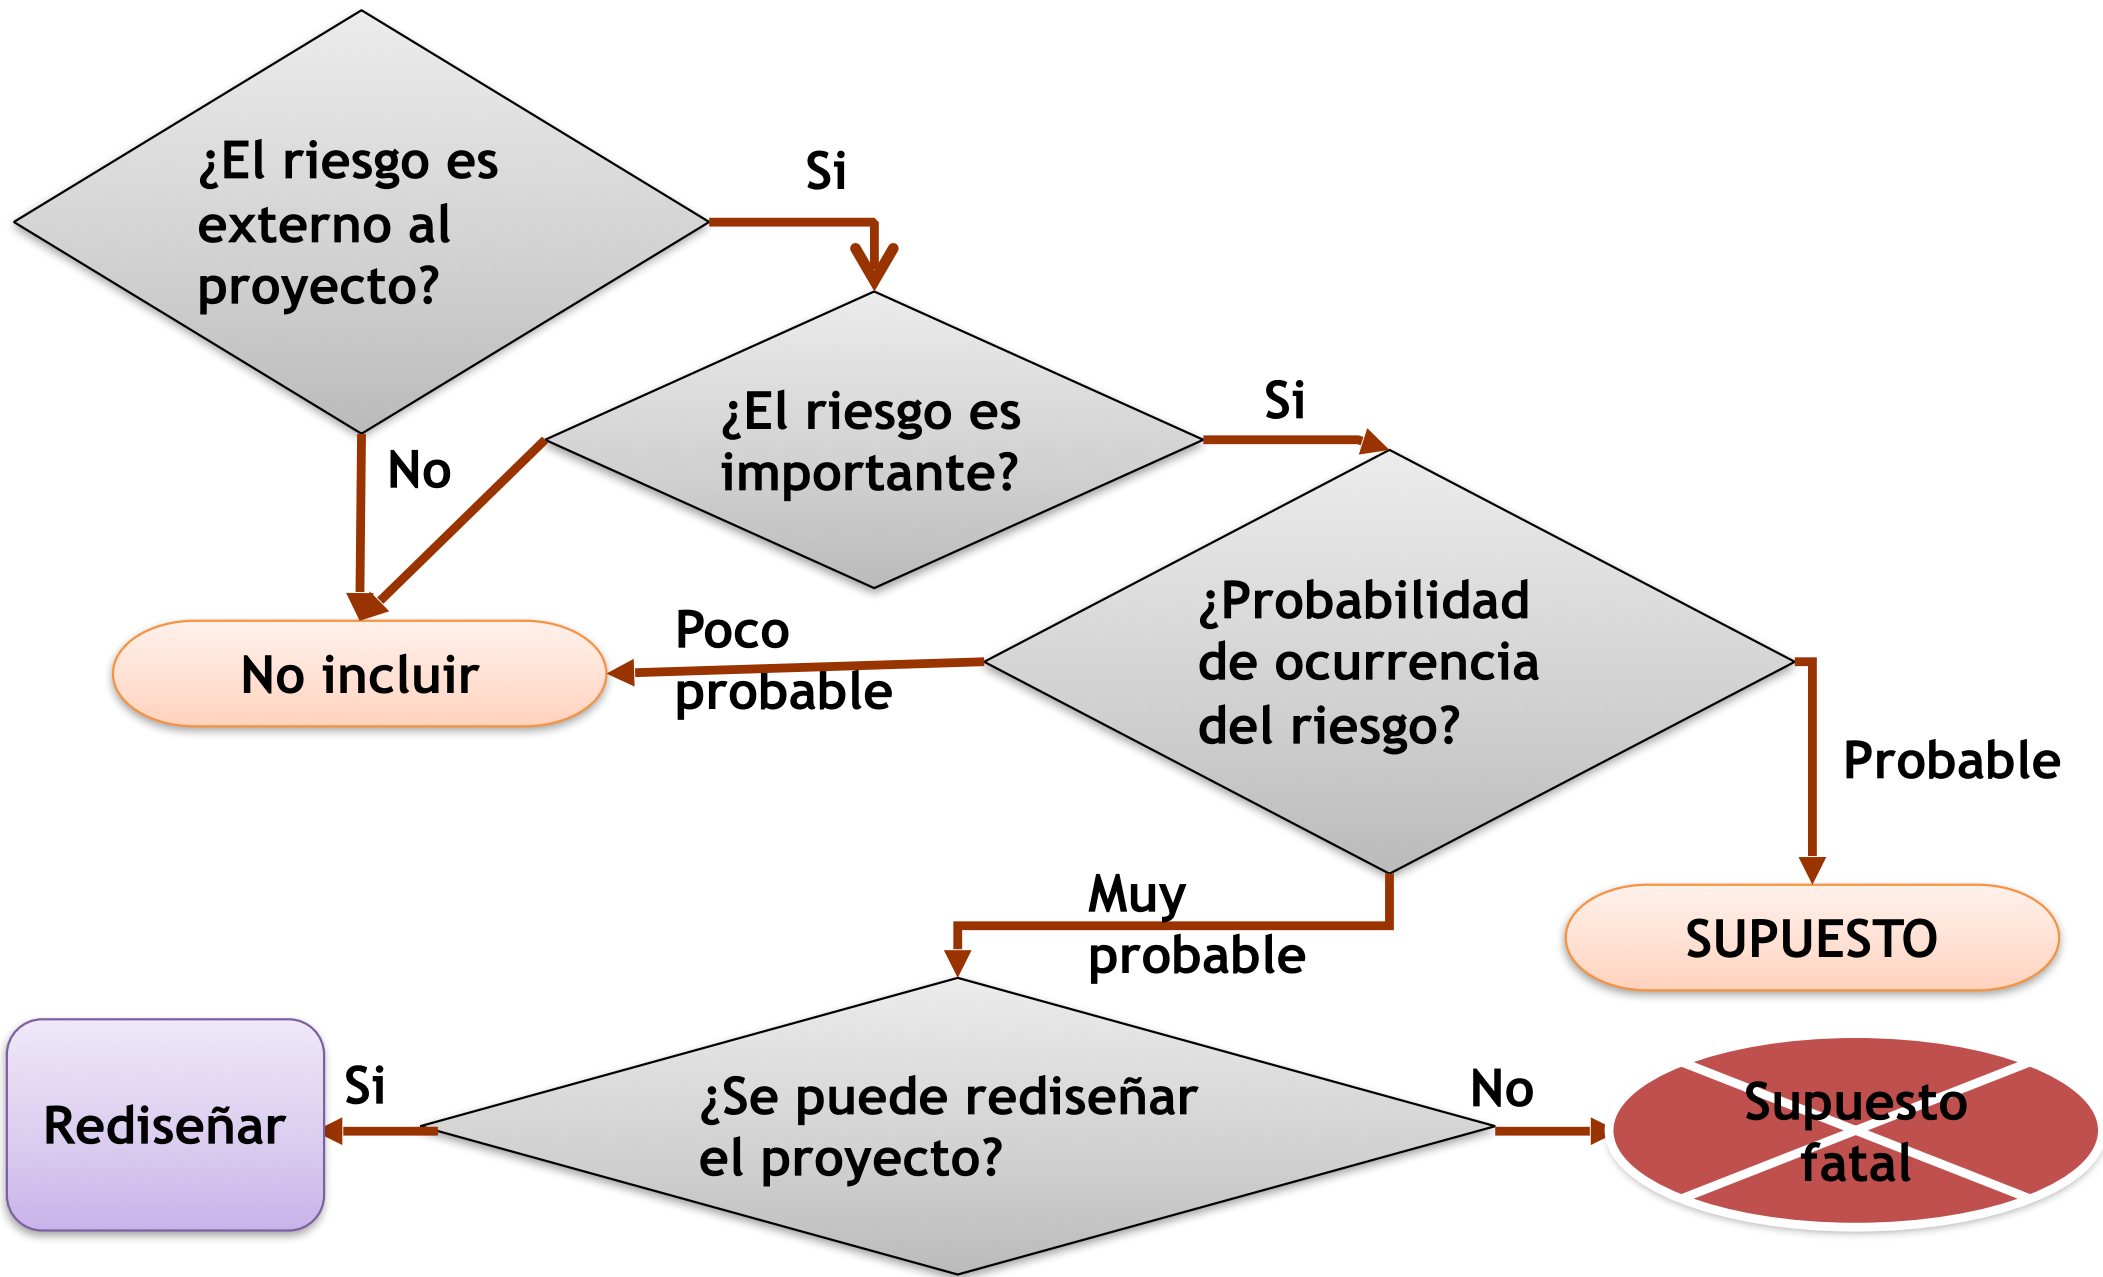 ¿El riesgo es
externo al
proyecto?
Si
¿El riesgo es
importante?
Si
No
No incluir
Poco
probable
¿Probabilidad
de ocurrencia
del riesgo?
Probable
SUPUESTO
Muy
probable
Rediseñar
Si
¿Se puede rediseñar
el proyecto?
No
Supuesto
fatal